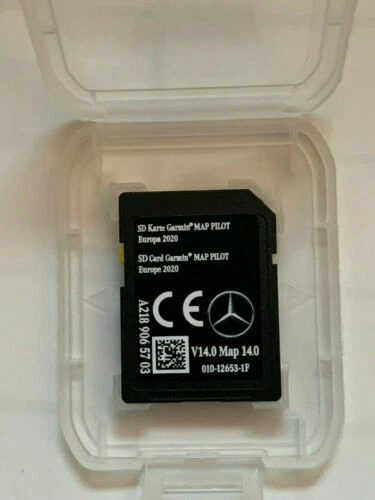 SD Karte Garmin® MAP PILOT
Europa 2020
SD Card Garmin® MAP PILOT
Europe 2020
A218 906 57 03
CE
V14.0 Map 14.0
010-12653-1F